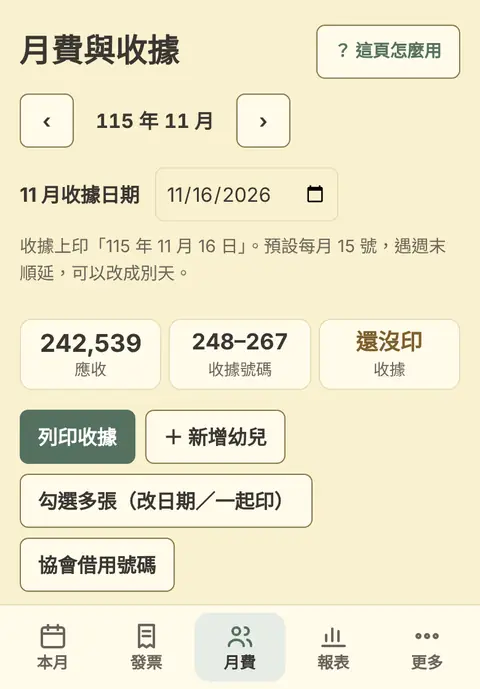 月費與收據
? 這頁怎麼用
‹ 115 年 11 月 ›
11 月收據日期 11/16/2026
收據上印「115 年 11 月 16 日」。預設每月 15 號，遇週末
順延，可以改成別天。
242,539 248–267 還沒印
應收 收據號碼 收據
列印收據 ＋ 新增幼兒
勾選多張（改日期／一起印）
協會借用號碼
本月 發票 月費 報表 更多